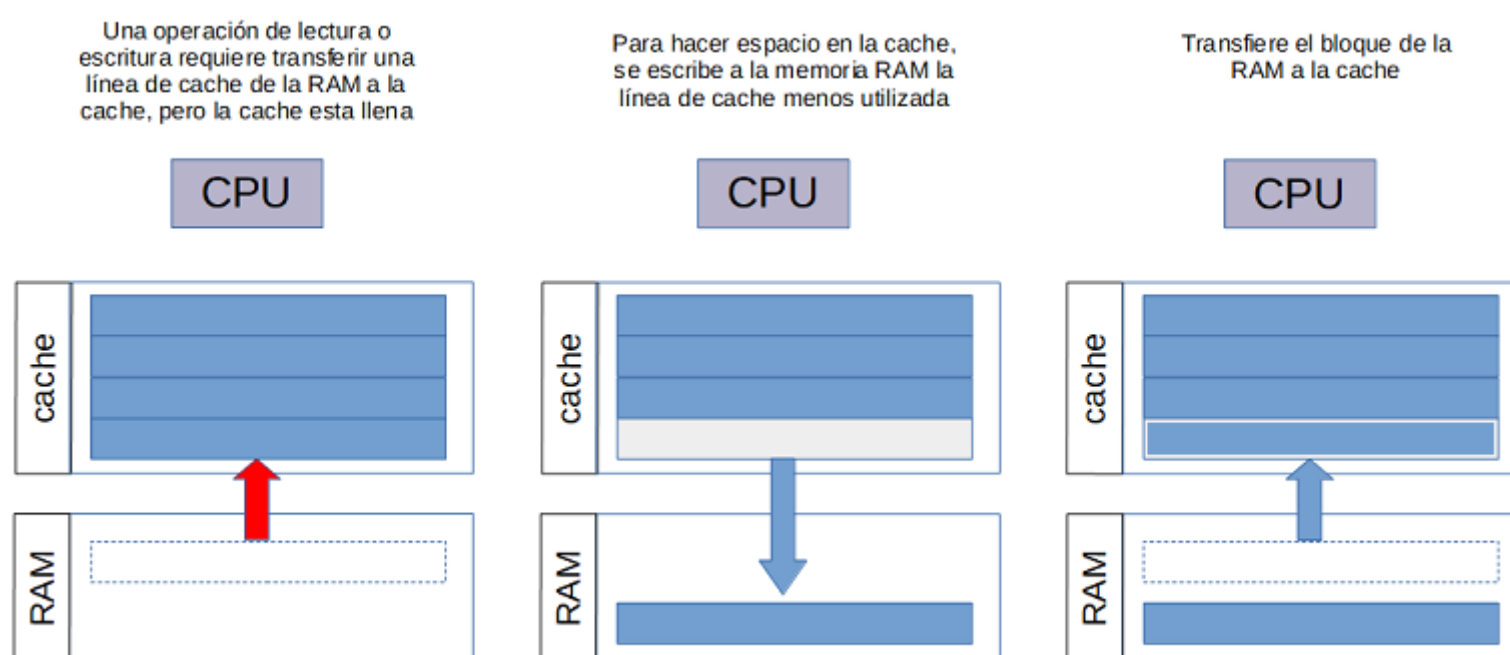 Una operación de lectura o
escritura requiere transferir una
línea de cache de la RAM a la
cache, pero la cache esta llena
CPU
cache
RAM
Para hacer espacio en la cache,
se escribe a la memoria RAM la
línea de cache menos utilizada
CPU
cache
RAM
Transfiere el bloque de la
RAM a la cache
CPU
cache
RAM